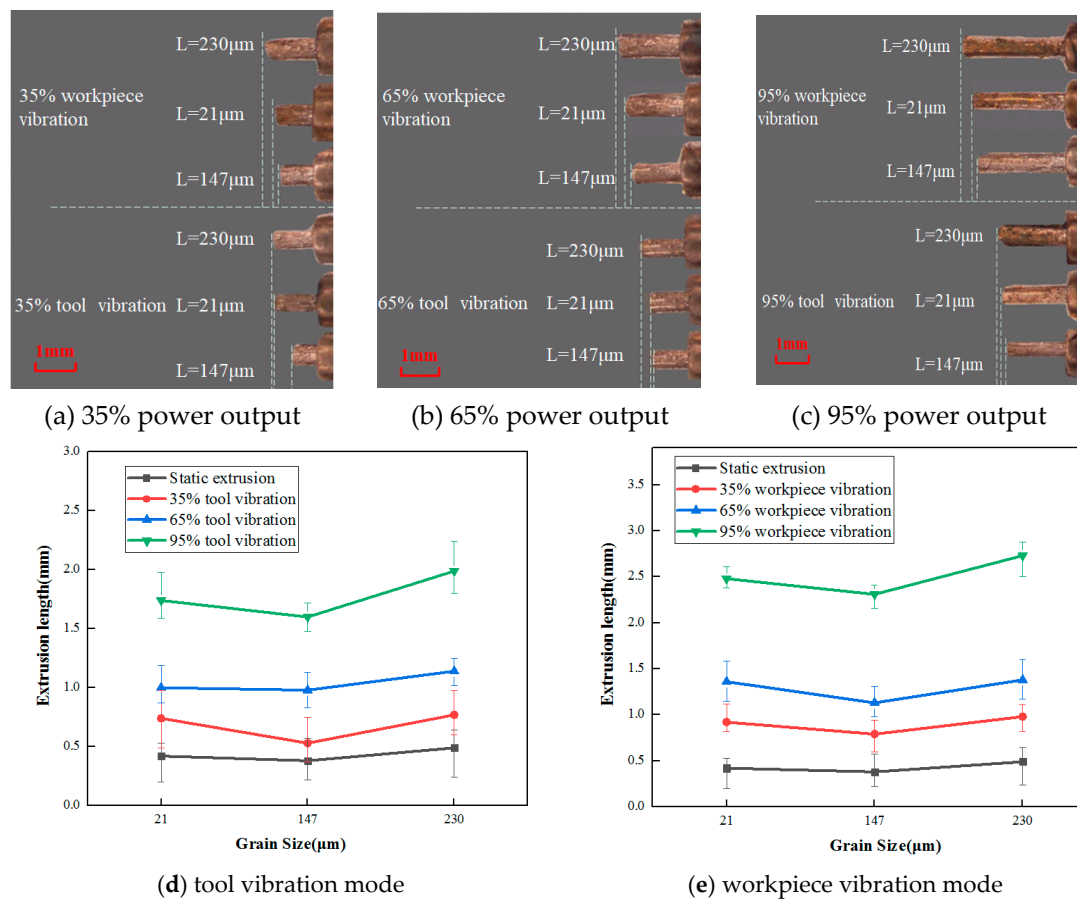 L=230μm
35% workpiece
vibration
L=21μm
L=147μm
L=230μm
35% tool vibration
L=21μm
1mm
L=147μm
(a) 35% power output
L=230μm
65% workpiece
vibration
L=21μm
L=147μm
L=230μm
65% tool vibration
L=21μm
1mm
L=147μm
(b) 65% power output
L=230μm
95% workpiece
vibration
L=21μm
L=147μm
L=230μm
95% tool vibration
L=21μm
1mm
L=147μm
(c) 95% power output
Extrusion length(mm)
3.0
2.5
2.0
1.5
1.0
0.5
0.0
Static extrusion
35% tool vibration
65% tool vibration
95% tool vibration
21
147
230
Grain Size(μm)
(d) tool vibration mode
Extrusion length(mm)
3.5
3.0
2.5
2.0
1.5
1.0
0.5
0.0
Static extrusion
35% workpiece vibration
65% workpiece vibration
95% workpiece vibration
21
147
230
Grain Size(μm)
(e) workpiece vibration mode